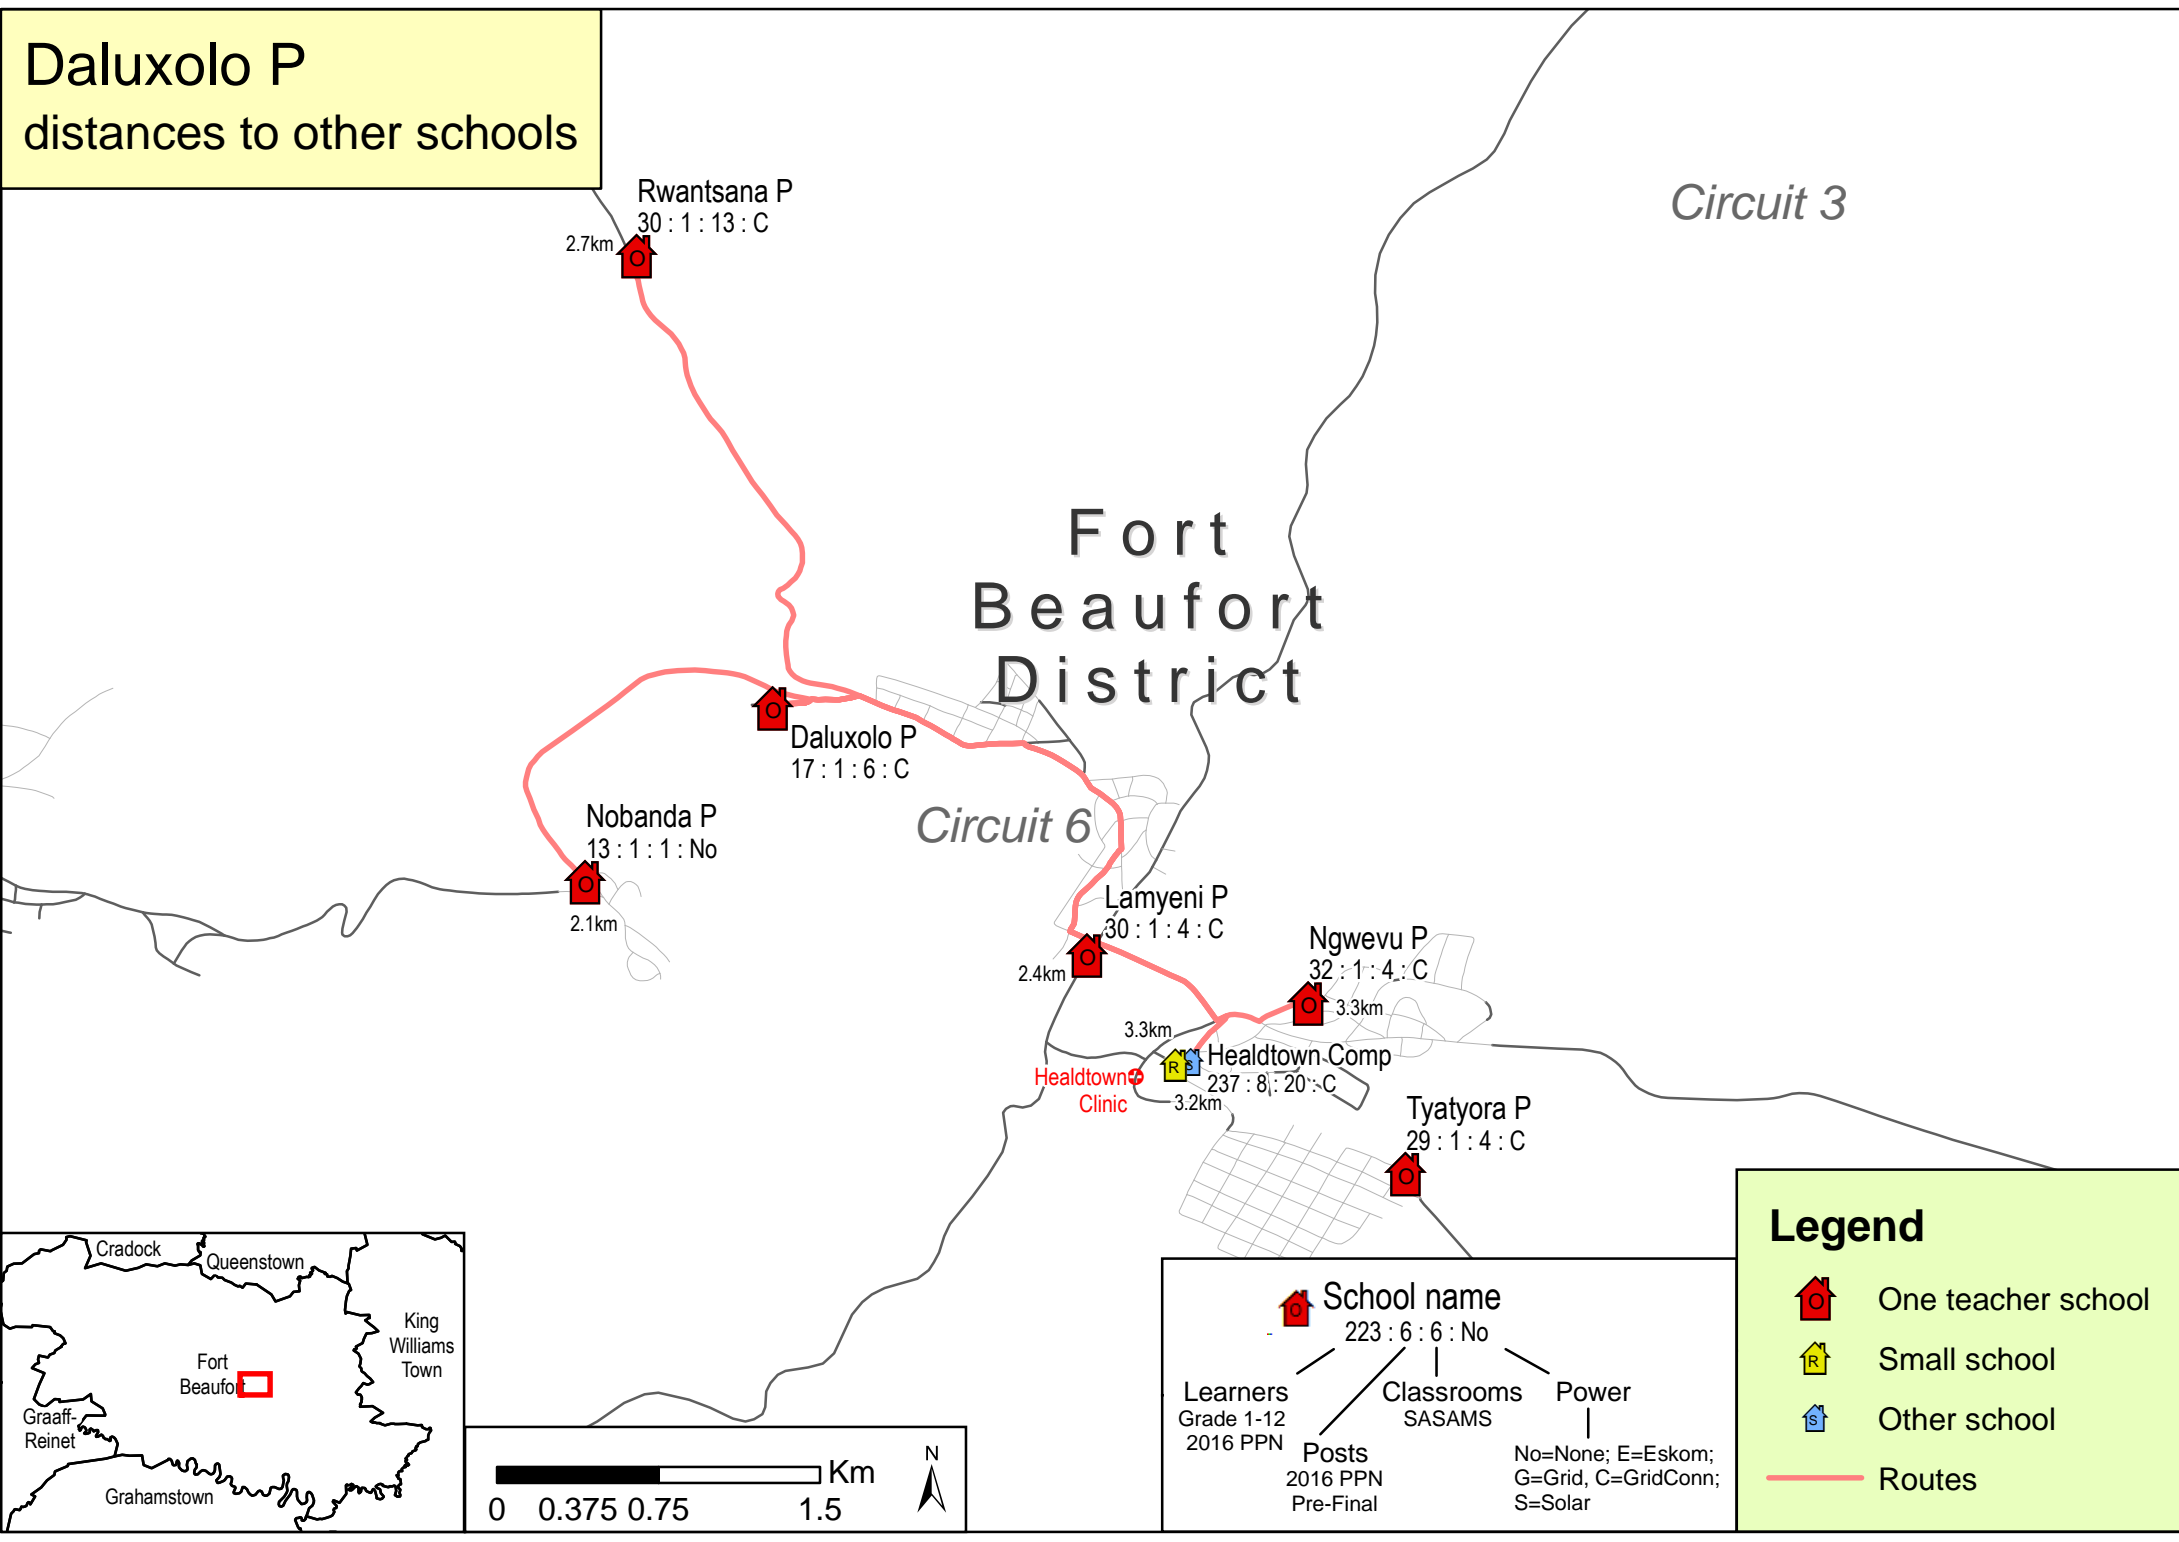 Daluxolo P
distances to other schools
Circuit 3
Rwantsana P
30 : 1 : 13 : C
2.7km
O
Fort
Beaufort
District
O
Daluxolo P
17 : 1 : 6 : C
Circuit 6
Nobanda P
13 : 1 : 1 : No
O
2.1km
Lamyeni P
30 : 1 : 4 : C
O
2.4km
Ngwevu P
32 : 1 : 4 : C
O
3.3km
3.3km
R
S
Healdtown Comp
237 : 8 : 20 : C
3.2km
Healdtown
Clinic
Tyatyora P
29 : 1 : 4 : C
O
Cradock
Queenstown
King
Williams
Town
Fort
Beaufort
Graaff-
Reinet
Grahamstown
Km
0 0.375 0.75 1.5
N
O
School name
223 : 6 : 6 : No
Learners
Grade 1-12
2016 PPN
Posts
2016 PPN
Pre-Final
Classrooms
SASAMS
Power
No=None; E=Eskom;
G=Grid, C=GridConn;
S=Solar
Legend
O One teacher school
R Small school
S Other school
Routes